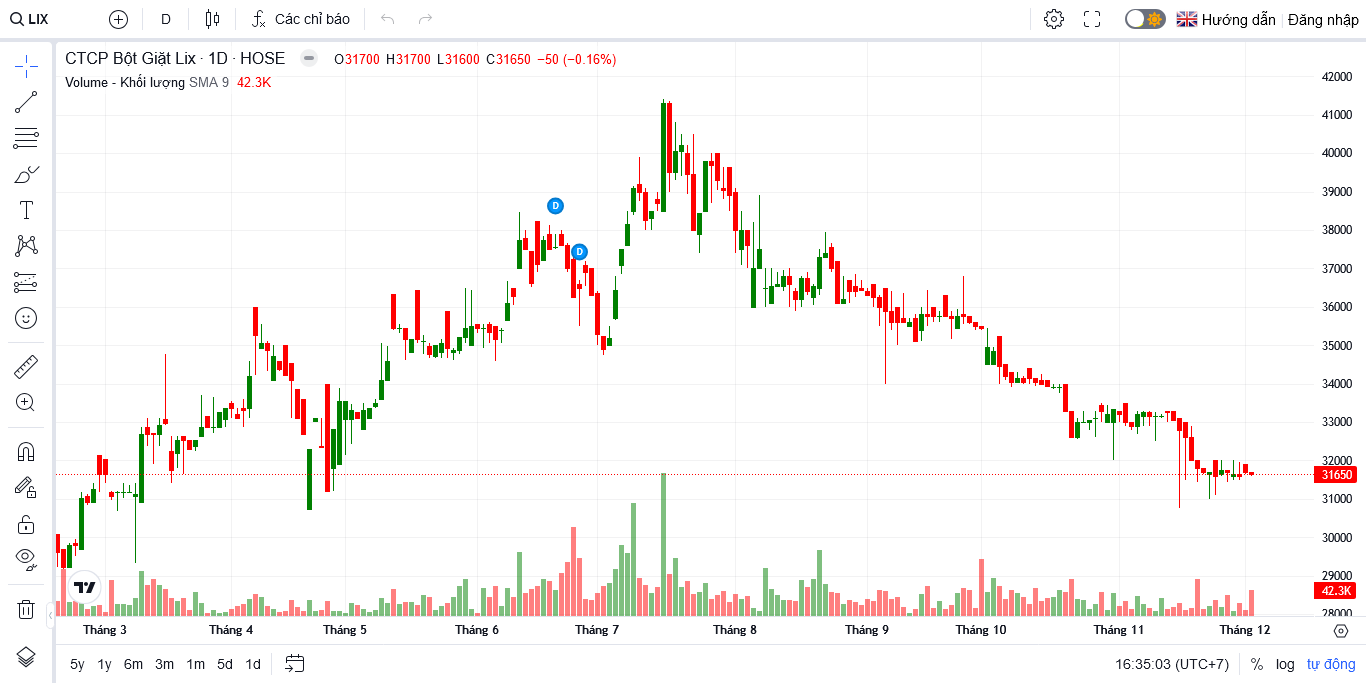 LIX D Các chỉ báo Hướng dẫn Đăng nhập
CTCP Bột Giặt Lix · 1D · HOSE O31700 H31700 L31600 C31650 −50 (−0.16%)
Volume - Khối lượng SMA 9 42.3K
42000
41000
40000
39000
D
38000
D
37000
36000
35000
34000
33000
32000
31650
31000
30000
29000
42.3K
28000
Tháng 3 Tháng 4 Tháng 5 Tháng 6 Tháng 7 Tháng 8 Tháng 9 Tháng 10 Tháng 11 Tháng 12
5y 1y 6m 3m 1m 5d 1d 16:35:03 (UTC+7) % log tự động